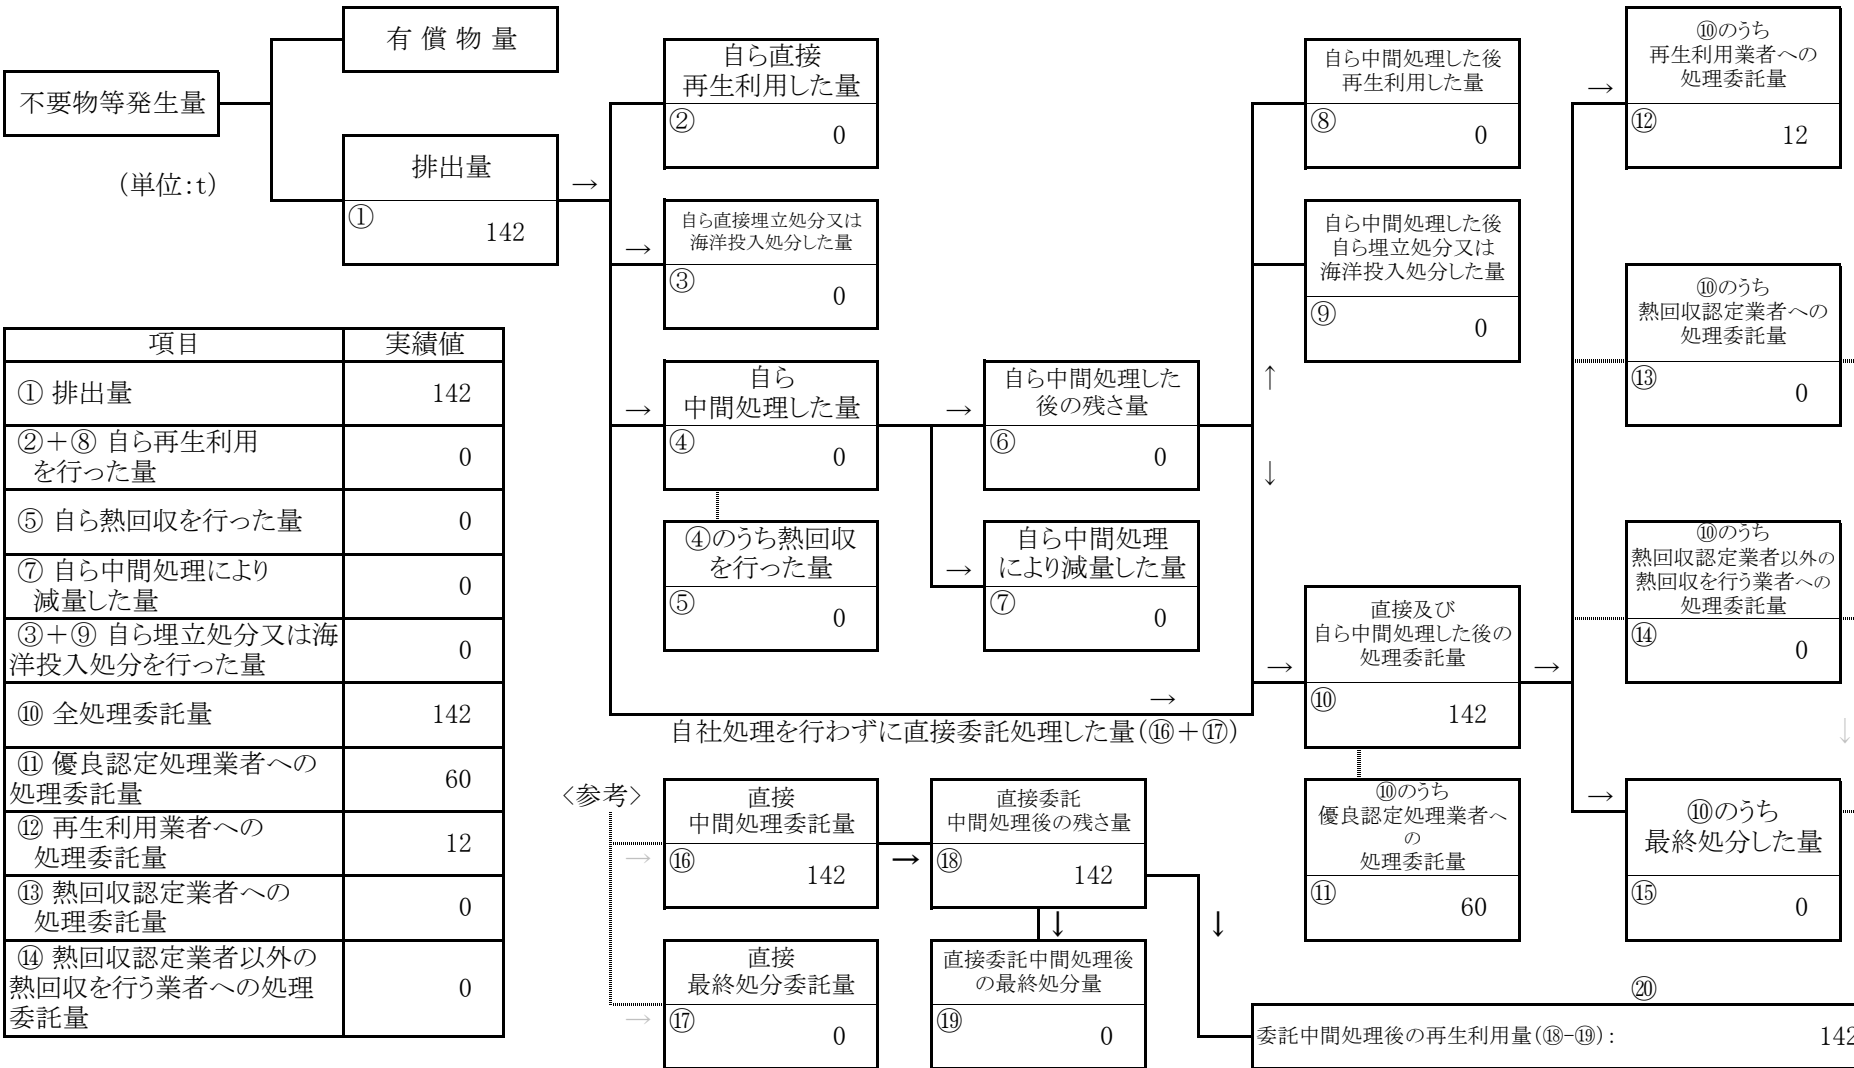 不要物等発生量
(単位:t)
有 償 物 量
排出量
①
142
→
自ら直接
再生利用した量
②
0
→
自ら直接埋立処分又は
海洋投入処分した量
③
0
→
自ら
中間処理した量
④
0
④のうち熱回収
を行った量
⑤
0
→
自ら中間処理した
後の残さ量
⑥
0
→
自ら中間処理
により減量した量
⑦
0
↑
↓
自ら中間処理した後
再生利用した量
⑧
0
自ら中間処理した後
自ら埋立処分又は
海洋投入処分した量
⑨
0
→
自社処理を行わずに直接委託処理した量(⑯+⑰)
→
直接及び
自ら中間処理した後の
処理委託量
⑩
142
→
⑩のうち
優良認定処理業者へ
の
処理委託量
⑪
60
→
⑩のうち
再生利用業者への
処理委託量
⑫
12
⑩のうち
熱回収認定業者への
処理委託量
⑬
0
⑩のうち
熱回収認定業者以外の
熱回収を行う業者への
処理委託量
⑭
0
↓
→
⑩のうち
最終処分した量
⑮
0
項目 実績値
① 排出量 142
②+⑧ 自ら再生利用
を行った量 0
⑤ 自ら熱回収を行った量 0
⑦ 自ら中間処理により
減量した量 0
③+⑨ 自ら埋立処分又は海
洋投入処分を行った量 0
⑩ 全処理委託量 142
⑪ 優良認定処理業者への
処理委託量 60
⑫ 再生利用業者への
処理委託量 12
⑬ 熱回収認定業者への
処理委託量 0
⑭ 熱回収認定業者以外の
熱回収を行う業者への処理
委託量 0
〈参考〉
→
直接
中間処理委託量
⑯
142
→
直接委託
中間処理後の残さ量
⑱
142
↓
↓
→
直接
最終処分委託量
⑰
0
直接委託中間処理後
の最終処分量
⑲
0
⑳
委託中間処理後の再生利用量(⑱-⑲): 142